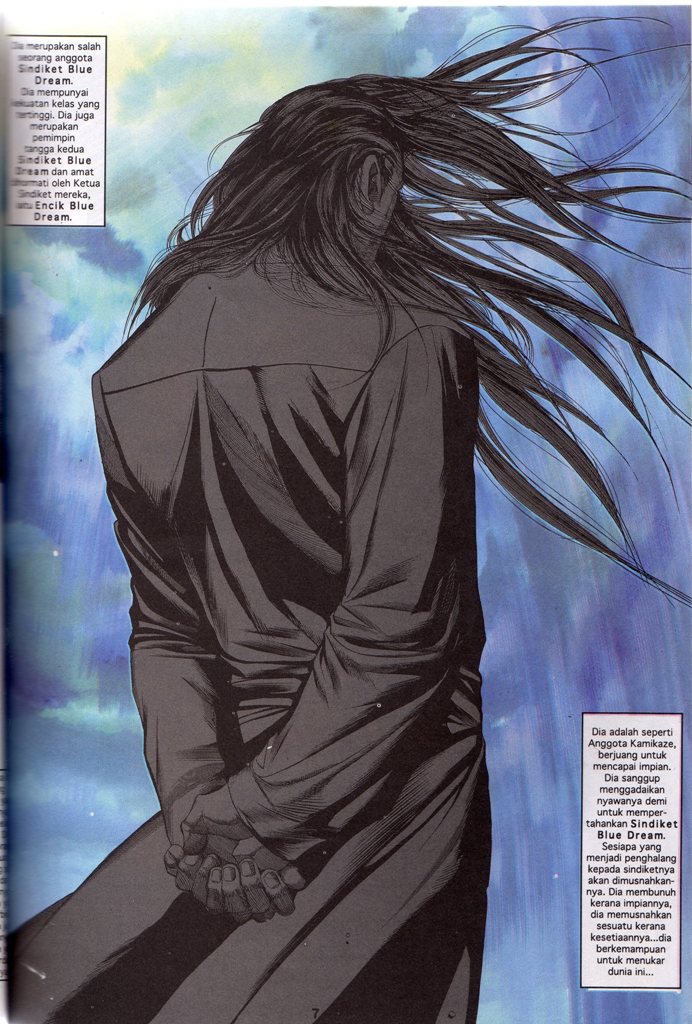 Dia merupakan salah
seorang anggota
Sindiket Blue
Dream.
Dia mempunyai
kekuatan kelas yang
tertinggi. Dia juga
merupakan
pemimpin
tangga kedua
Sindiket Blue
Dream dan amat
dihormati oleh Ketua
Sindiket mereka,
iaitu Encik Blue
Dream.
Dia adalah seperti
Anggota Kamikaze,
berjuang untuk
mencapai impian.
Dia sanggup
menggadaikan
nyawanya demi
untuk memper-
tahankan Sindiket
Blue Dream.
Sesiapa yang
menjadi penghalang
kepada sindiketnya
akan dimusnahkan-
nya. Dia membunuh
kerana impiannya,
dia memusnahkan
sesuatu kerana
kesetiaannya...dia
berkemampuan
untuk menukar
dunia ini...
7